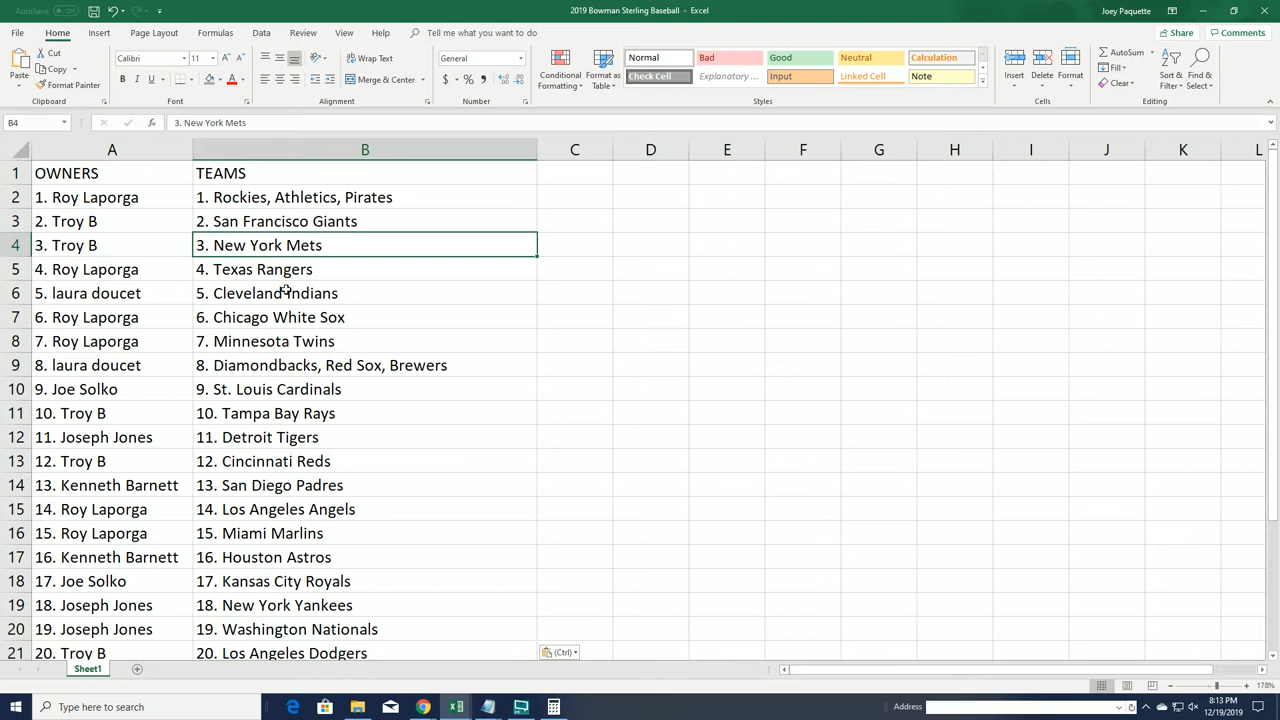 AutoSave Off
2019 Bowman Sterling Baseball - Excel
Joey Paquette
File Home Insert Page Layout Formulas Data Review View Help Tell me what you want to do
Share Comments
Paste Cut Copy Format Painter
Clipboard
Calibri 11
B I U
Font
Wrap Text
Merge & Center
Alignment
General
$ % ,
Number
Conditional Formatting Format as Table
Normal Bad Good Neutral Calculation
Check Cell Explanatory ... Input Linked Cell Note
Styles
Insert Delete Format
Cells
AutoSum Fill Clear
Sort & Filter Find & Select
Editing
B4 fx 3. New York Mets
A B C D E F G H I J K L
1 OWNERS TEAMS
2 1. Roy Laporga 1. Rockies, Athletics, Pirates
3 2. Troy B 2. San Francisco Giants
4 3. Troy B 3. New York Mets
5 4. Roy Laporga 4. Texas Rangers
6 5. laura doucet 5. Cleveland Indians
7 6. Roy Laporga 6. Chicago White Sox
8 7. Roy Laporga 7. Minnesota Twins
9 8. laura doucet 8. Diamondbacks, Red Sox, Brewers
10 9. Joe Solko 9. St. Louis Cardinals
11 10. Troy B 10. Tampa Bay Rays
12 11. Joseph Jones 11. Detroit Tigers
13 12. Troy B 12. Cincinnati Reds
14 13. Kenneth Barnett 13. San Diego Padres
15 14. Roy Laporga 14. Los Angeles Angels
16 15. Roy Laporga 15. Miami Marlins
17 16. Kenneth Barnett 16. Houston Astros
18 17. Joe Solko 17. Kansas City Royals
19 18. Joseph Jones 18. New York Yankees
20 19. Joseph Jones 19. Washington Nationals
21 20. Troy B 20. Los Angeles Dodgers
(Ctrl)
Sheet1
178%
Type here to search
Address
8:13 PM
12/19/2019